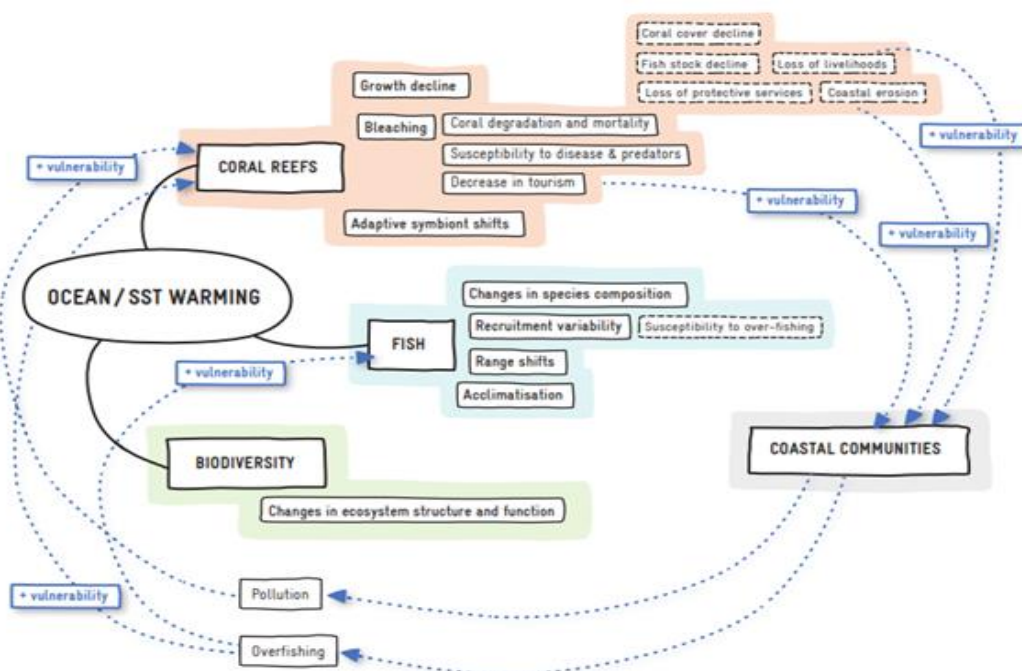 Coral cover decline
Fish stock decline
Loss of livelihoods
Loss of protective services
Coastal erosion
Growth decline
Bleaching
Coral degradation and mortality
Susceptibility to disease & predators
Decrease in tourism
Adaptive symbiont shifts
CORAL REEFS
+ vulnerability
+ vulnerability
+ vulnerability
+ vulnerability
OCEAN / SST WARMING
Changes in species composition
Recruitment variability
Susceptibility to over-fishing
FISH
Range shifts
Acclimatisation
+ vulnerability
BIODIVERSITY
Changes in ecosystem structure and function
COASTAL COMMUNITIES
Pollution
+ vulnerability
Overfishing